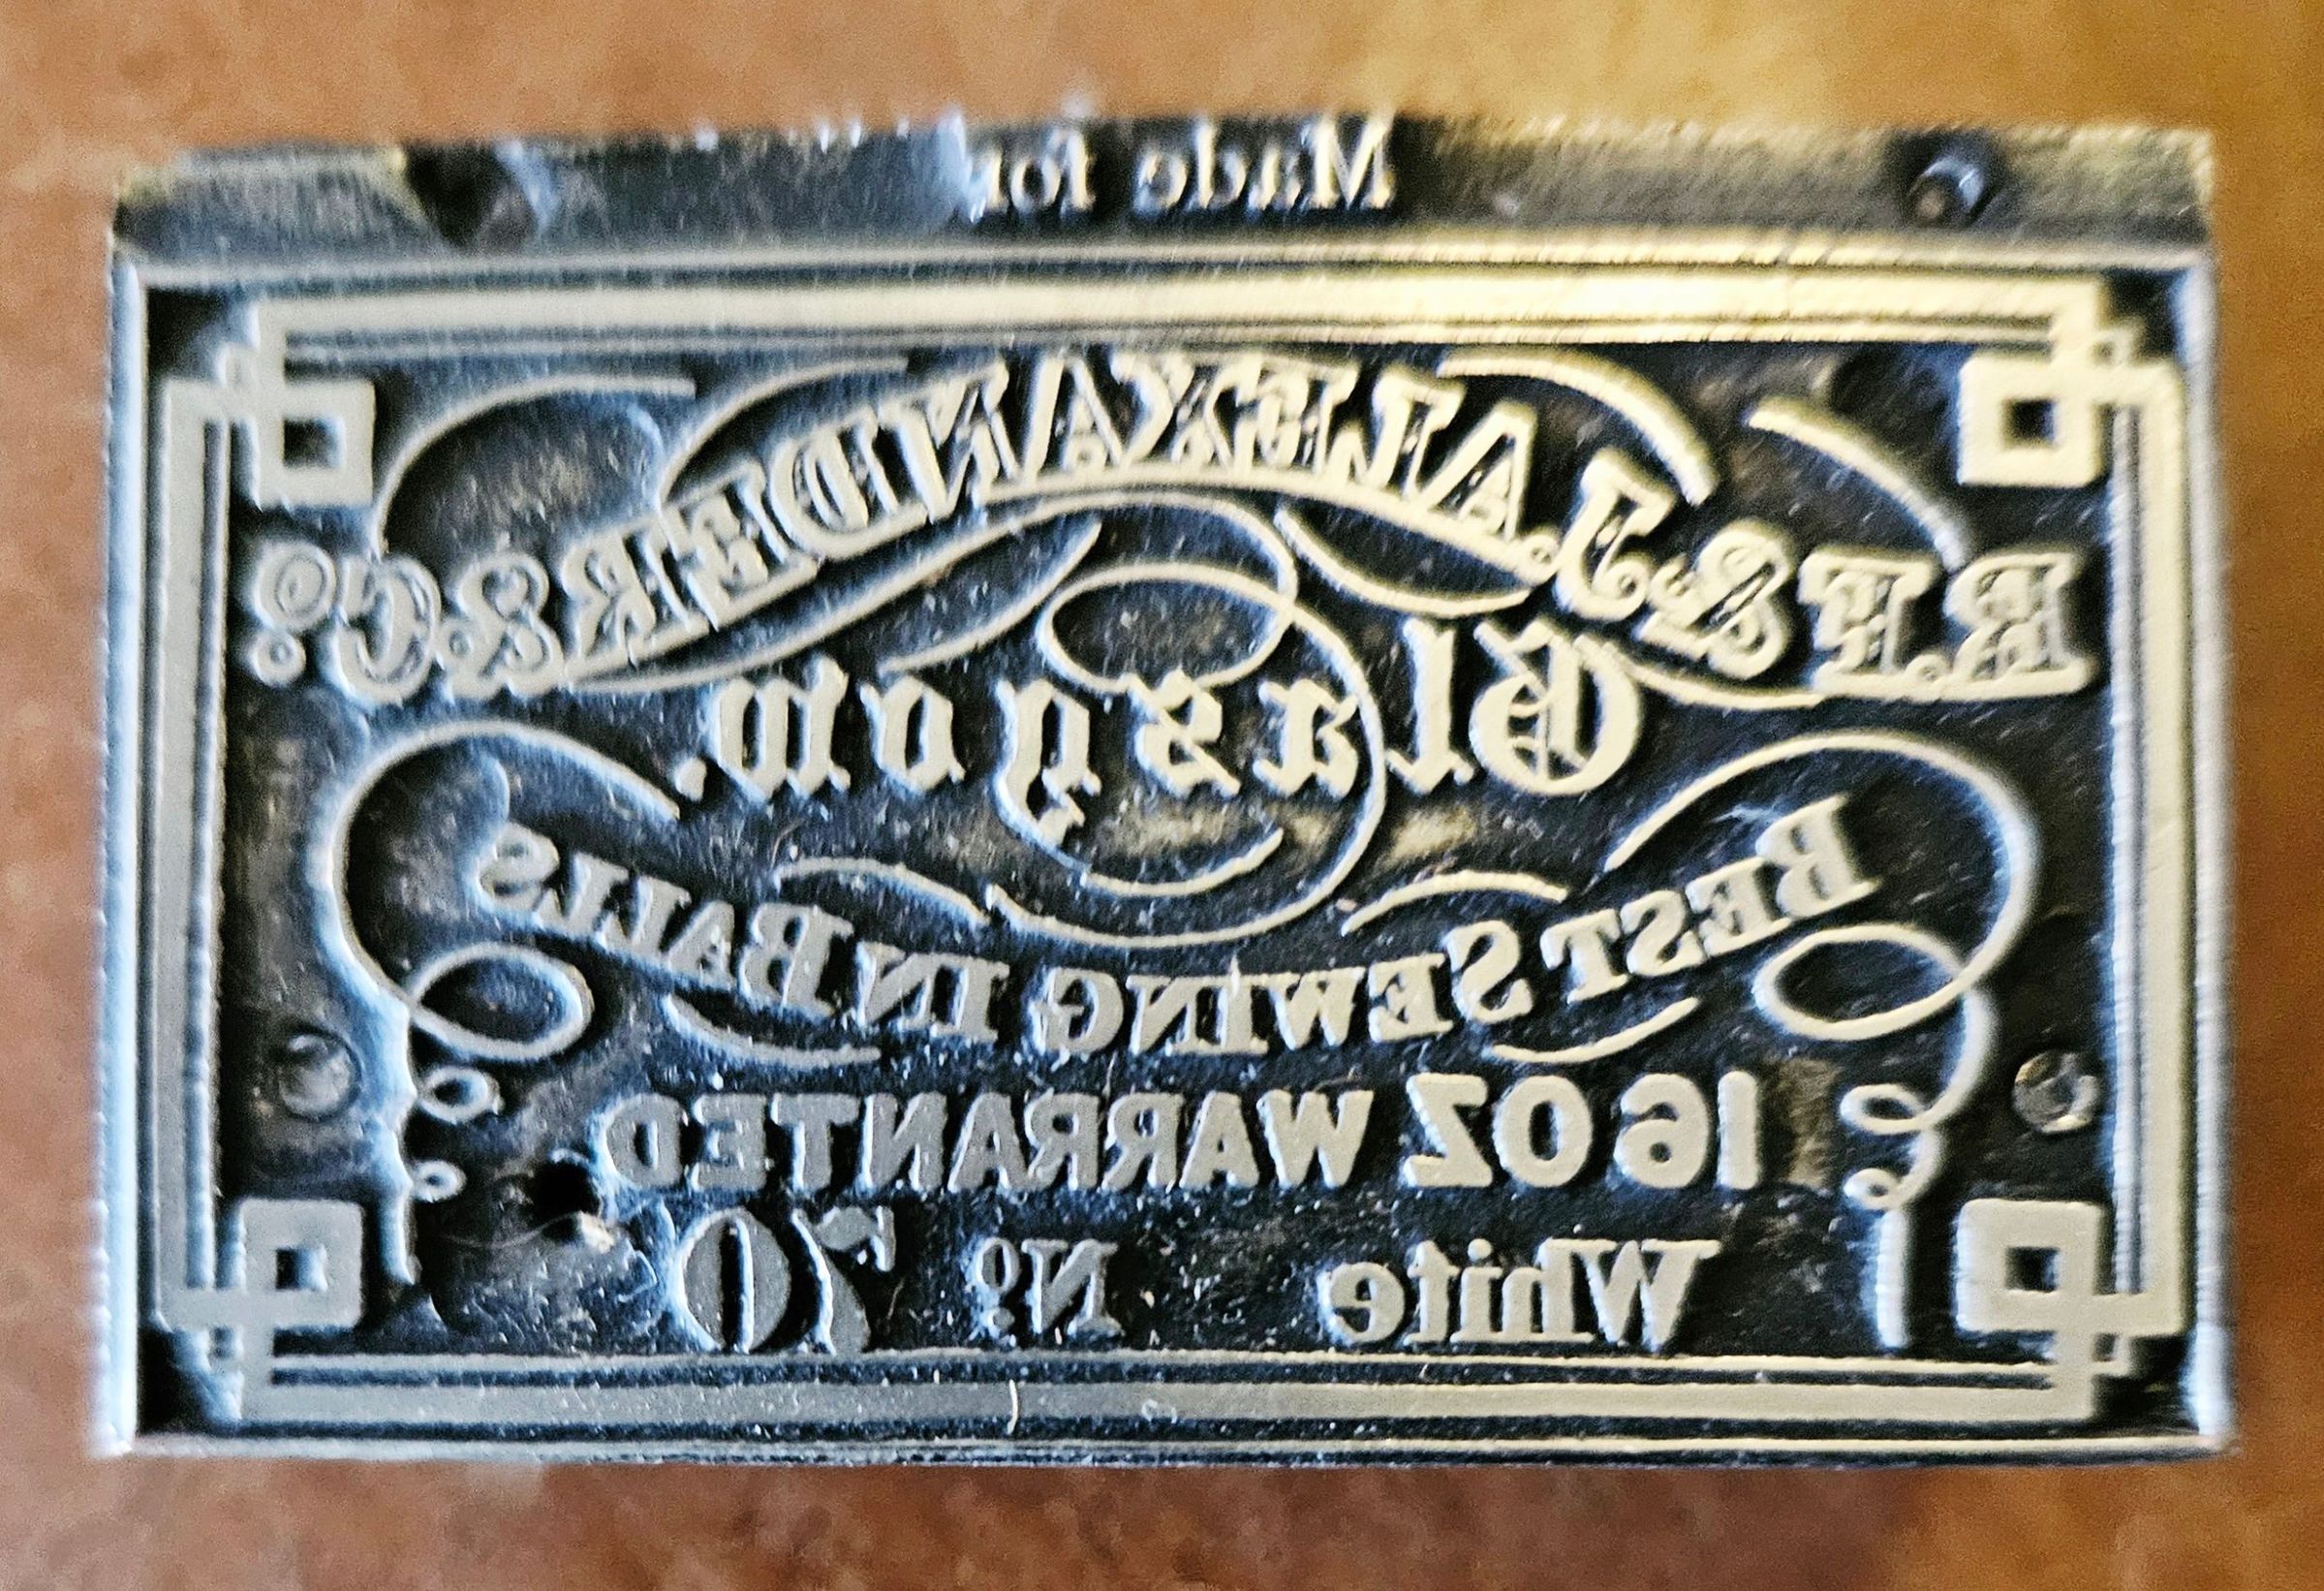 Made for
R.F. & J. ALEXANDER & Cº.
Glasgow.
BEST SEWING IN BALLS
16 OZ WARRANTED
White Nº 70